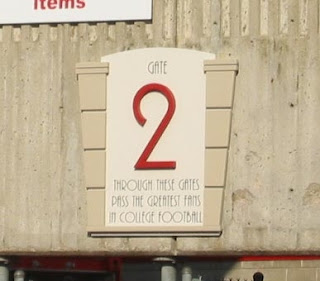 Items
GATE
2
THROUGH THESE GATES
PASS THE GREATEST FANS
IN COLLEGE FOOTBALL